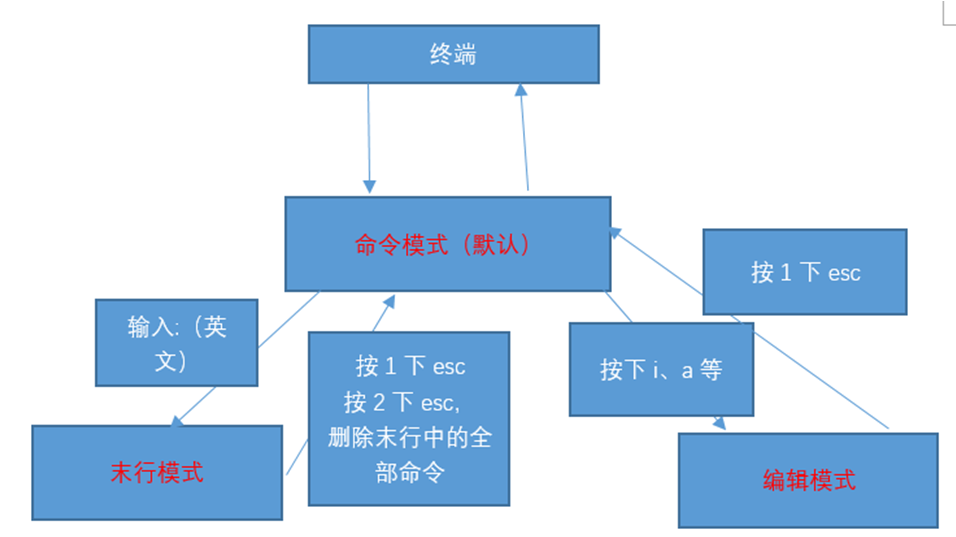 终端
命令模式（默认）
按 1 下 esc
输入:（英
文）
按 1 下 esc
按 2 下 esc,
删除末行中的全
部命令
按下 i、a 等
末行模式
编辑模式